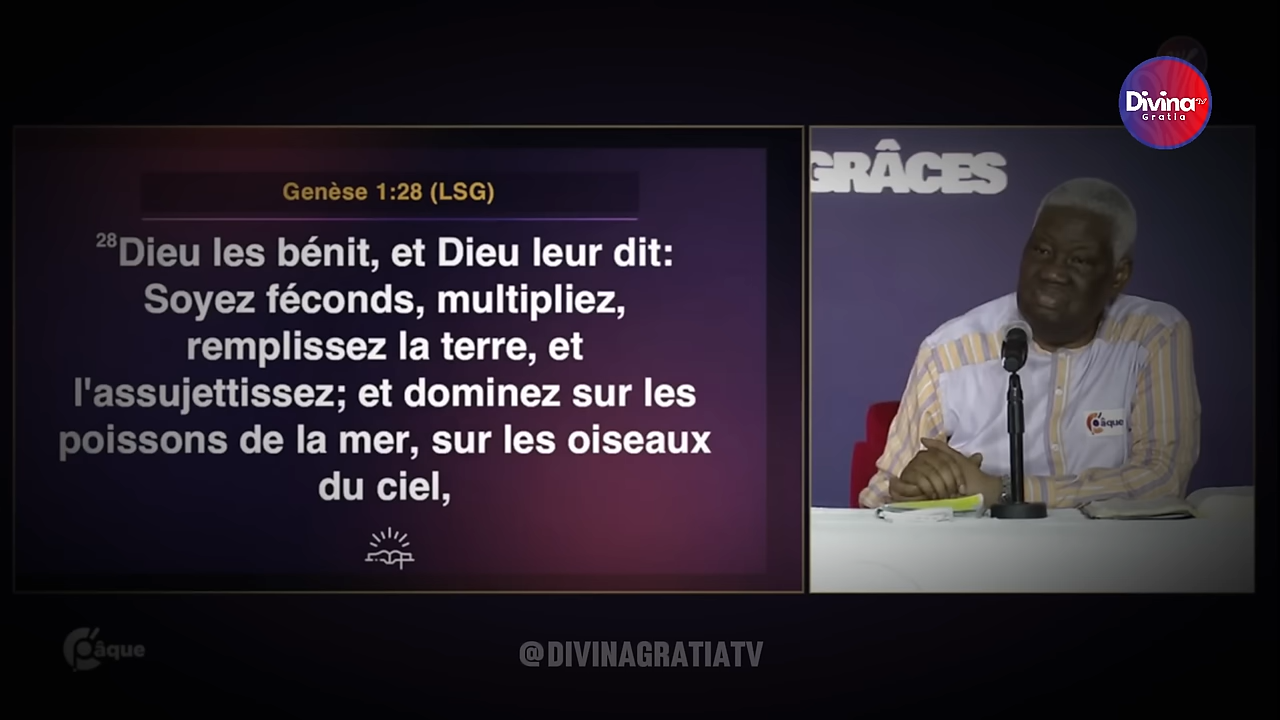 Divina TV
Gratia
GRÂCES
Genèse 1:28 (LSG)
28Dieu les bénit, et Dieu leur dit:
Soyez féconds, multipliez,
remplissez la terre, et
l'assujettissez; et dominez sur les
poissons de la mer, sur les oiseaux
du ciel,
Pâque
Pâque
@DIVINAGRATIATV